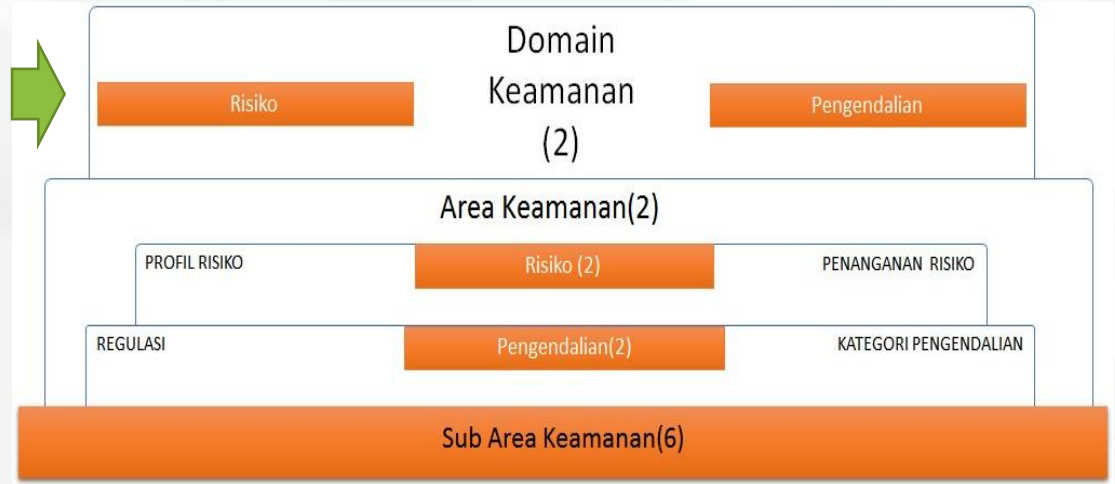 Domain
Keamanan
(2)
Risiko
Pengendalian
Area Keamanan(2)
PROFIL RISIKO
Risiko (2)
PENANGANAN RISIKO
REGULASI
Pengendalian(2)
KATEGORI PENGENDALIAN
Sub Area Keamanan(6)